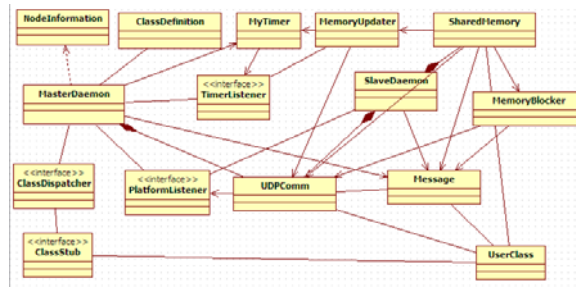 NodeInformation
ClassDefinition
MyTimer
MemoryUpdater
SharedMemory
MasterDaemon
<<interface>>
TimerListener
SlaveDaemon
MemoryBlocker
<<interface>>
ClassDispatcher
<<interface>>
PlatformListener
UDPComm
Message
<<interface>>
ClassStub
UserClass